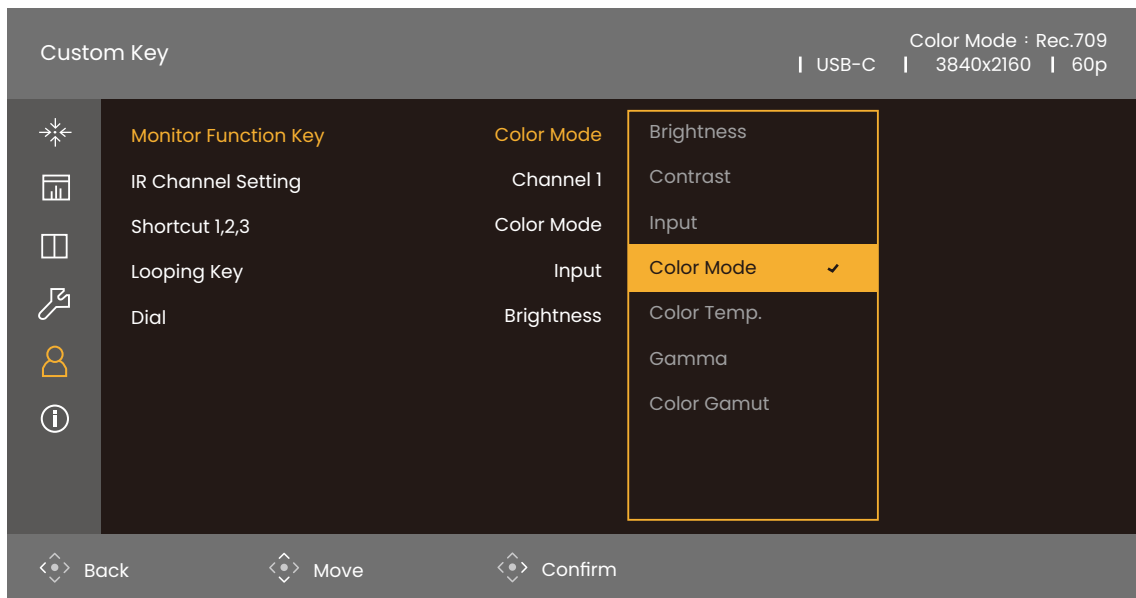 Custom Key
Color Mode : Rec.709
| USB-C | 3840x2160 | 60p
Monitor Function Key Color Mode
IR Channel Setting Channel 1
Shortcut 1,2,3 Color Mode
Looping Key Input
Dial Brightness
Brightness
Contrast
Input
Color Mode ✓
Color Temp.
Gamma
Color Gamut
Back Move Confirm